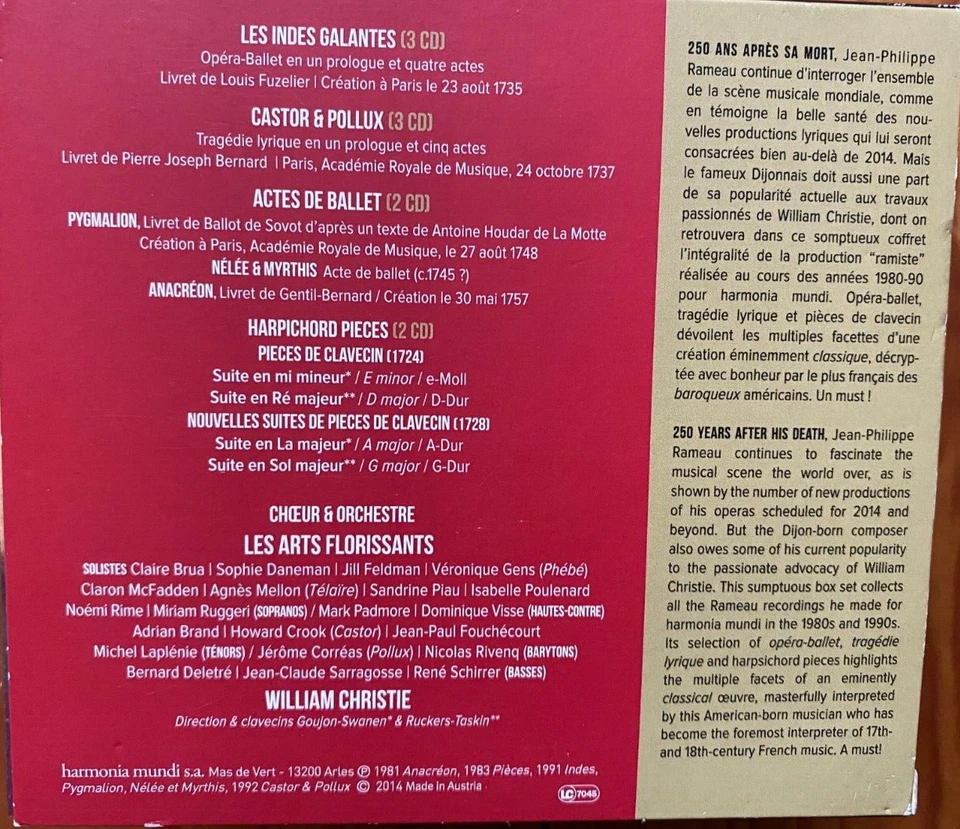 LES INDES GALANTES (3 CD)
Opéra-Ballet en un prologue et quatre actes
Livret de Louis Fuzelier | Création à Paris le 23 août 1735
CASTOR & POLLUX (3 CD)
Tragédie lyrique en un prologue et cinq actes
Livret de Pierre Joseph Bernard | Paris, Académie Royale de Musique, 24 octobre 1737
ACTES DE BALLET (2 CD)
PYGMALION, Livret de Ballot de Sovot d'après un texte de Antoine Houdar de La Motte
Création à Paris, Académie Royale de Musique, le 27 août 1748
NÉLÉE & MYRTHIS Acte de ballet (c.1745 ?)
ANACRÉON, Livret de Gentil-Bernard / Création le 30 mai 1757
HARPICHORD PIECES (2 CD)
PIECES DE CLAVECIN (1724)
Suite en mi mineur* / E minor / e-Moll
Suite en Ré majeur** / D major / D-Dur
NOUVELLES SUITES DE PIECES DE CLAVECIN (1728)
Suite en La majeur* / A major / A-Dur
Suite en Sol majeur** / G major / G-Dur
CHŒUR & ORCHESTRE
LES ARTS FLORISSANTS
SOLISTES Claire Brua | Sophie Daneman | Jill Feldman | Véronique Gens (Phébé)
Claron McFadden | Agnès Mellon (Télaïre) | Sandrine Piau | Isabelle Poulenard
Noémi Rime | Miriam Ruggeri (SOPRANOS) / Mark Padmore | Dominique Visse (HAUTES-CONTRE)
Adrian Brand | Howard Crook (Castor) | Jean-Paul Fouchécourt
Michel Laplénie (TÉNORS) / Jérôme Corréas (Pollux) | Nicolas Rivenq (BARYTONS)
Bernard Deletré | Jean-Claude Sarragosse | René Schirrer (BASSES)
WILLIAM CHRISTIE
Direction & clavecins Goujon-Swanen* & Ruckers-Taskin**
harmonia mundi s.a. Mas de Vert - 13200 Arles ℗ 1981 Anacréon, 1983 Pièces, 1991 Indes,
Pygmalion, Nélée et Myrthis, 1992 Castor & Pollux © 2014 Made in Austria
LC 7045
250 ANS APRÈS SA MORT, Jean-Philippe
Rameau continue d'interroger l'ensemble
de la scène musicale mondiale, comme
en témoigne la belle santé des nou-
velles productions lyriques qui lui seront
consacrées bien au-delà de 2014. Mais
le fameux Dijonnais doit aussi une part
de sa popularité actuelle aux travaux
passionnés de William Christie, dont on
retrouvera dans ce somptueux coffret
l'intégralité de la production "ramiste"
réalisée au cours des années 1980-90
pour harmonia mundi. Opéra-ballet,
tragédie lyrique et pièces de clavecin
dévoilent les multiples facettes d'une
création éminemment classique, décryp-
tée avec bonheur par le plus français des
baroqueux américains. Un must !
250 YEARS AFTER HIS DEATH, Jean-Philippe
Rameau continues to fascinate the
musical scene the world over, as is
shown by the number of new productions
of his operas scheduled for 2014 and
beyond. But the Dijon-born composer
also owes some of his current popularity
to the passionate advocacy of William
Christie. This sumptuous box set collects
all the Rameau recordings he made for
harmonia mundi in the 1980s and 1990s.
Its selection of opéra-ballet, tragédie
lyrique and harpsichord pieces highlights
the multiple facets of an eminently
classical œuvre, masterfully interpreted
by this American-born musician who has
become the foremost interpreter of 17th-
and 18th-century French music. A must!